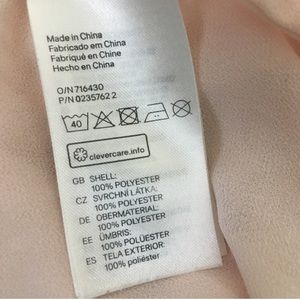 Made in China
Fabricado em China
Fabriqué en Chine
Hecho en China
O/N 716430
P/N 0235762 2
40
clevercare.info
GB SHELL:
100% POLYESTER
CZ SVRCHNÍ LÁTKA:
100% POLYESTER
DE OBERMATERIAL:
100% POLYESTER
EE ÜMBRIS:
100% POLÜESTER
ES TELA EXTERIOR:
100% poliéster